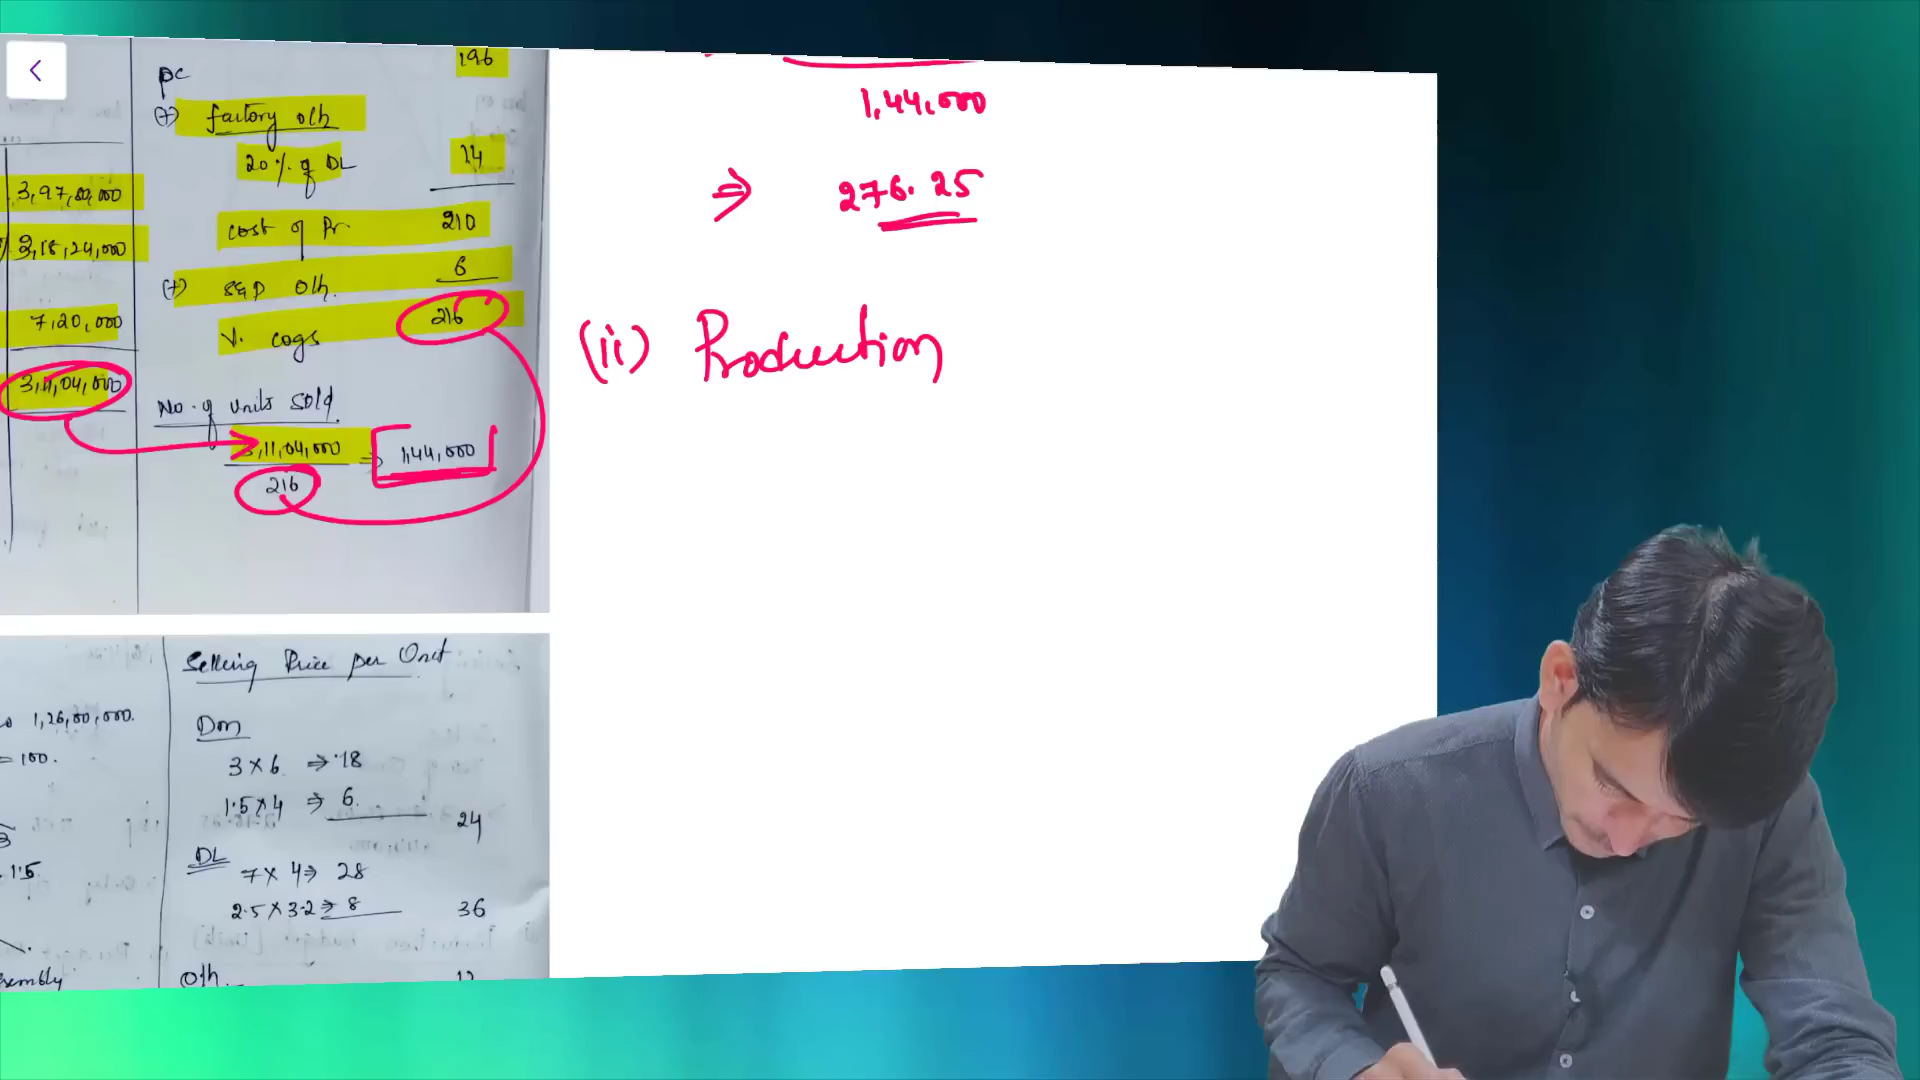 3,97,80,000
3,18,24,000
7,20,000
3,11,04,000
PC 196
(+) factory o/h
20% of DL 14
cost of Pr. 210
(+) S&D O/h. 6
V. cogs 216
No. of units sold
3,11,04,000 ⇒ 1,44,000
216
1,44,000
⇒ 276.25
(ii) Production
1,26,00,000.
= 100.
1.5
Selling Price per Unit
Dm
3 × 6 ⇒ 18
1.5 × 4 ⇒ 6. 24
DL
7 × 4 ⇒ 28
2.5 × 3.2 ⇒ 8 36
O/h. 12